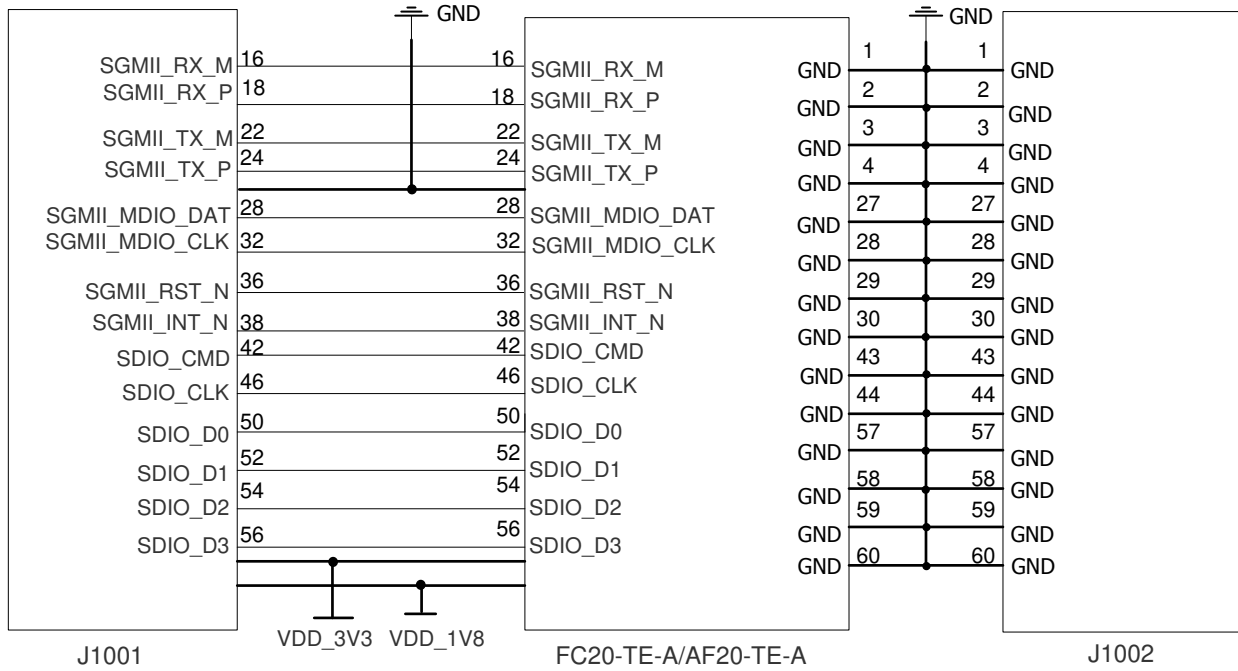 GND GND
SGMII_RX_M 16 16 SGMII_RX_M GND 1 1 GND
SGMII_RX_P 18 18 SGMII_RX_P GND 2 2 GND
SGMII_TX_M 22 22 SGMII_TX_M GND 3 3 GND
SGMII_TX_P 24 24 SGMII_TX_P GND 4 4 GND
SGMII_MDIO_DAT 28 28 SGMII_MDIO_DAT GND 27 27 GND
SGMII_MDIO_CLK 32 32 SGMII_MDIO_CLK GND 28 28 GND
SGMII_RST_N 36 36 SGMII_RST_N GND 29 29 GND
SGMII_INT_N 38 38 SGMII_INT_N GND 30 30 GND
SDIO_CMD 42 42 SDIO_CMD GND 43 43 GND
SDIO_CLK 46 46 SDIO_CLK GND 44 44 GND
SDIO_D0 50 50 SDIO_D0 GND 57 57 GND
SDIO_D1 52 52 SDIO_D1 GND 58 58 GND
SDIO_D2 54 54 SDIO_D2 GND 59 59 GND
SDIO_D3 56 56 SDIO_D3 GND 60 60 GND
VDD_3V3 VDD_1V8
J1001 FC20-TE-A/AF20-TE-A J1002